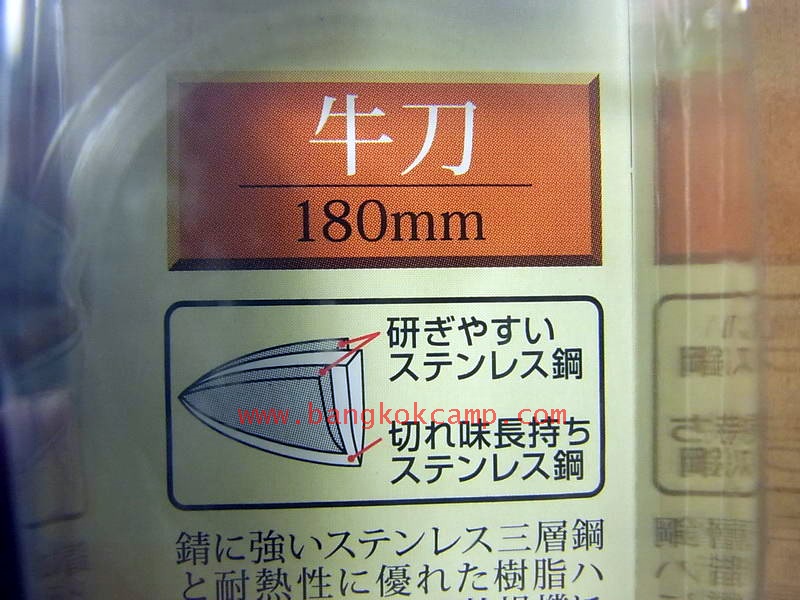 牛刀
180mm
研ぎやすい
ステンレス鋼
www.bangkokcamp.com
切れ味長持ち
ステンレス鋼
錆に強いステンレス三層鋼
と耐熱性に優れた樹脂ハ